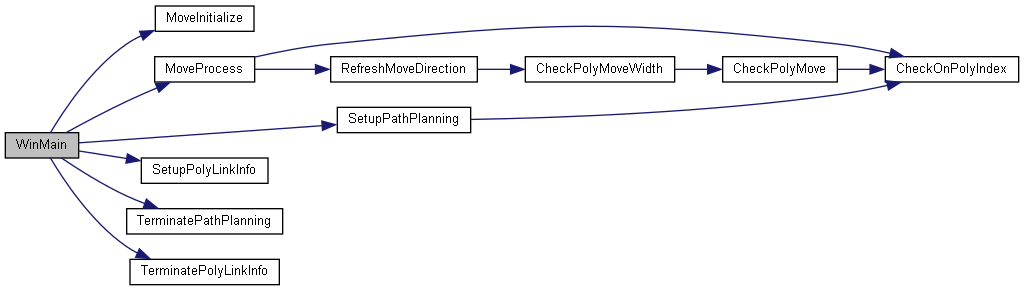 MoveInitialize
MoveProcess
RefreshMoveDirection
CheckPolyMoveWidth
CheckPolyMove
CheckOnPolyIndex
SetupPathPlanning
WinMain
SetupPolyLinkInfo
TerminatePathPlanning
TerminatePolyLinkInfo